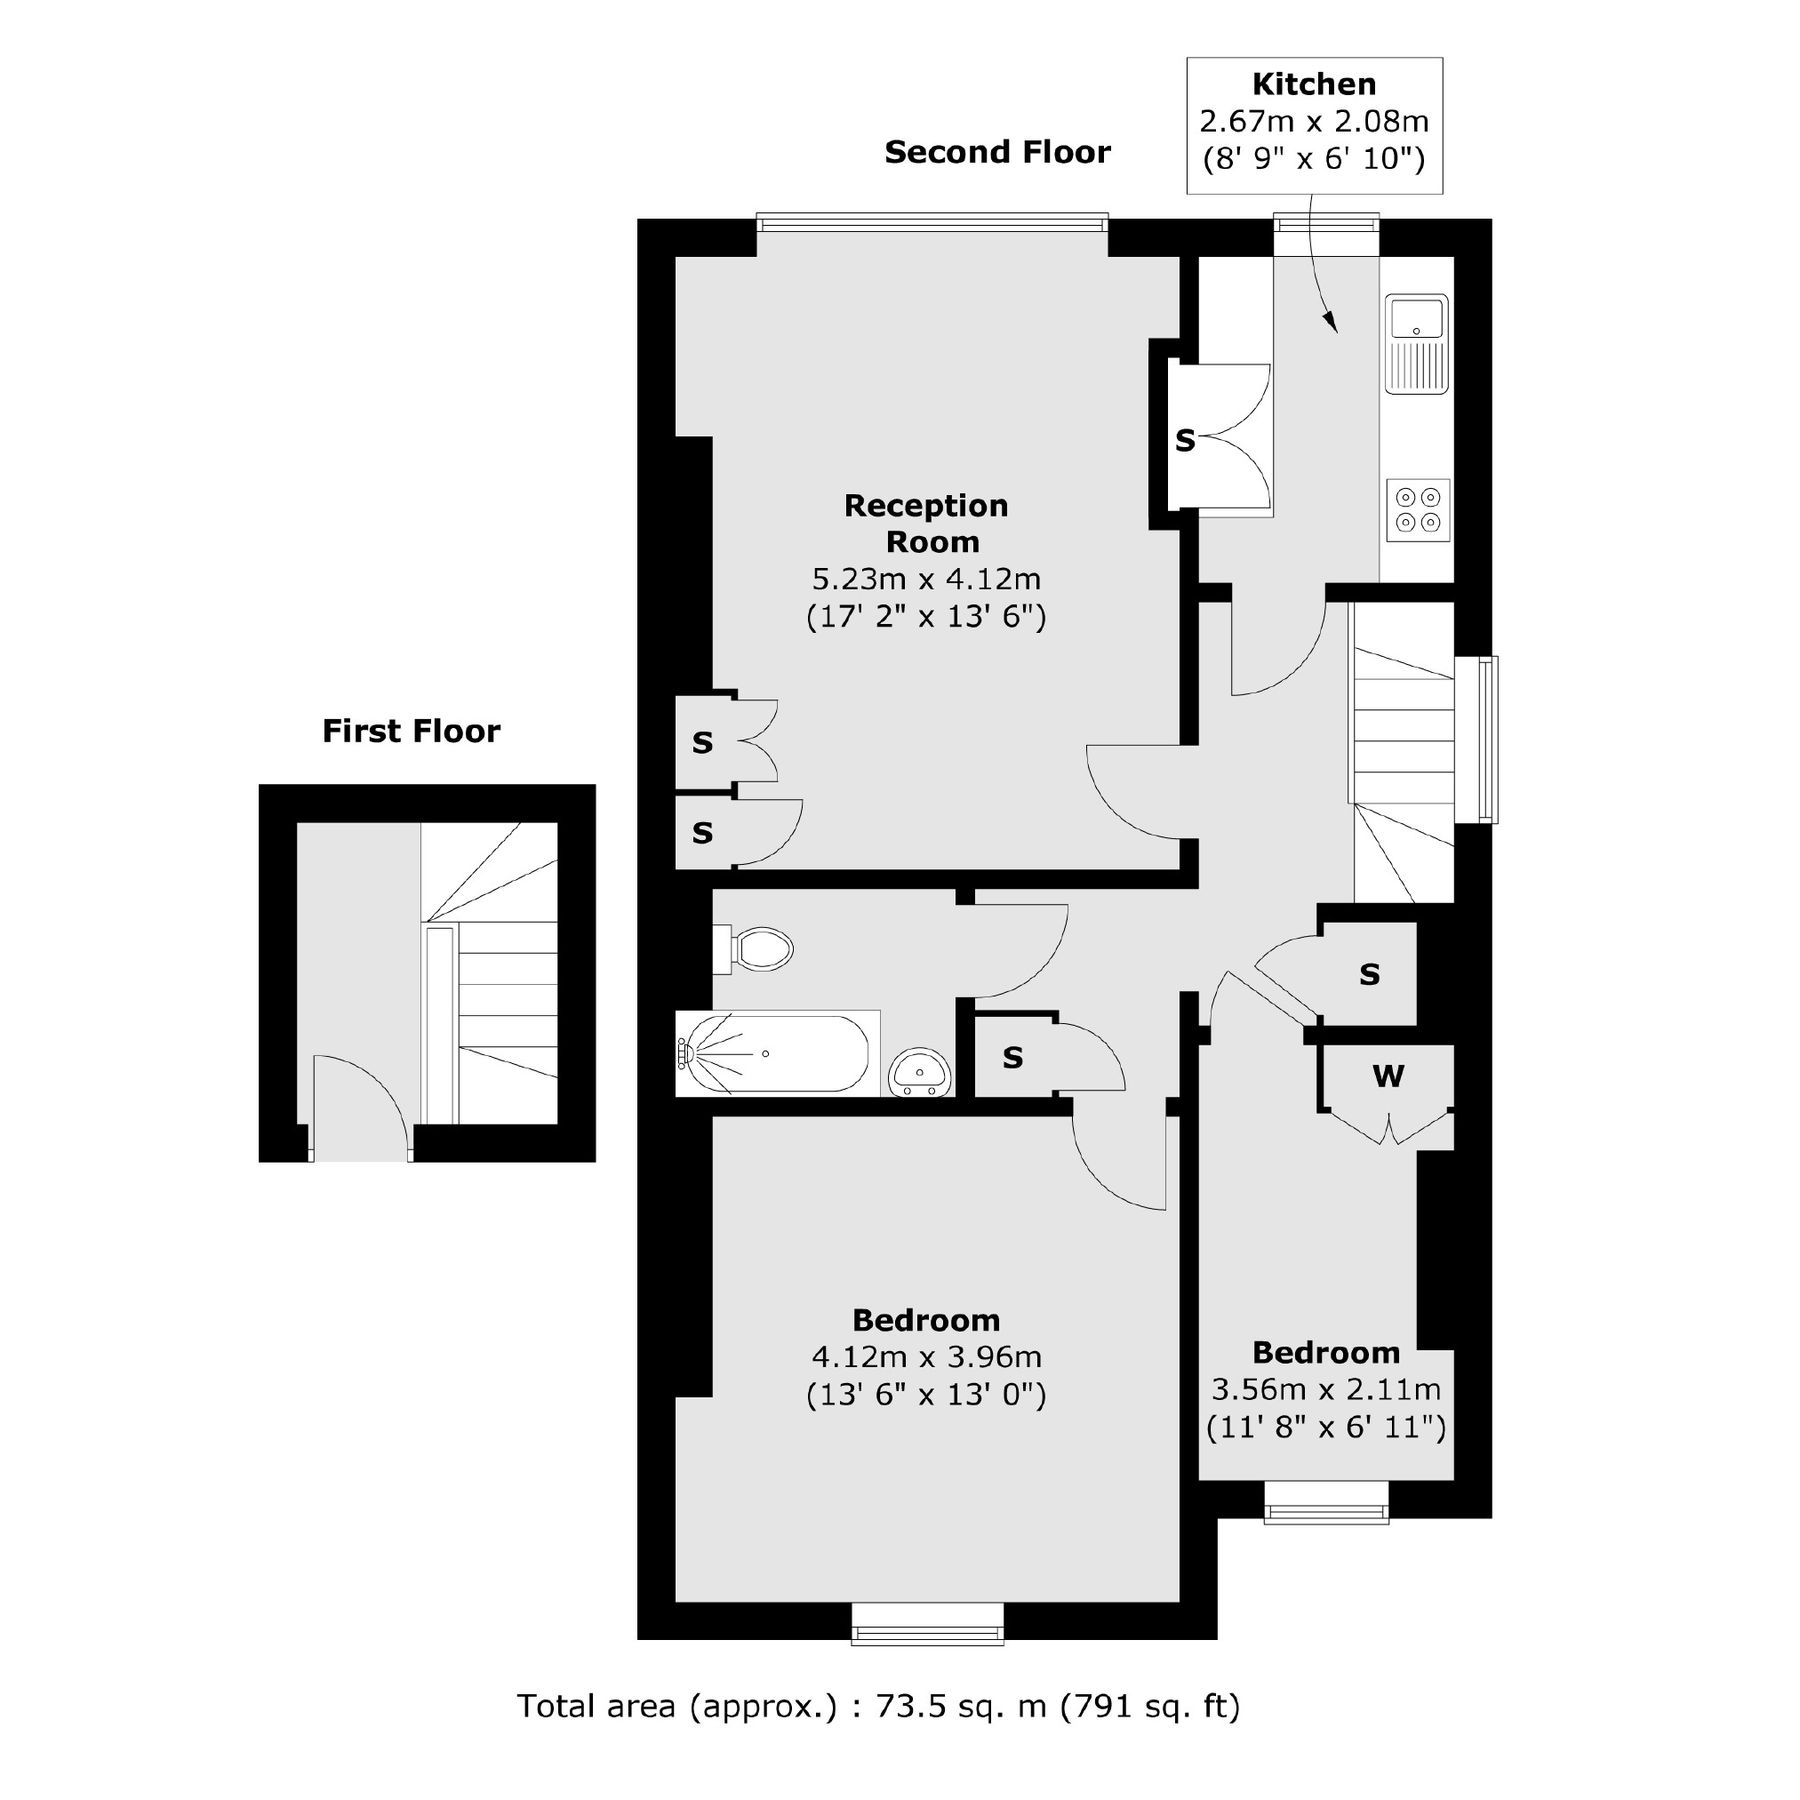 Kitchen
2.67m x 2.08m
(8' 9" x 6' 10")
Second Floor
S
Reception
Room
5.23m x 4.12m
(17' 2" x 13' 6")
First Floor
S
S
S
S
W
Bedroom
4.12m x 3.96m
(13' 6" x 13' 0")
Bedroom
3.56m x 2.11m
(11' 8" x 6' 11")
Total area (approx.) : 73.5 sq. m (791 sq. ft)